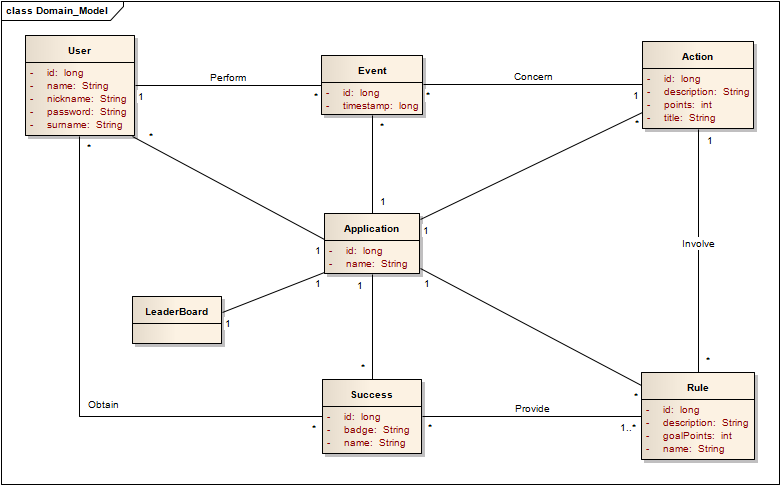 class Domain_Model
User
- id: long
- name: String
- nickname: String
- password: String
- surname: String
Perform
1
*
Event
- id: long
- timestamp: long
Concern
*
1
Action
- id: long
- description: String
- points: int
- title: String
*
*
*
*
1
1
Application
- id: long
- name: String
1
1
Involve
1
1
1
LeaderBoard
1
*
*
*
Success
- id: long
- badge: String
- name: String
Obtain
*
Provide
*
1..*
Rule
- id: long
- description: String
- goalPoints: int
- name: String